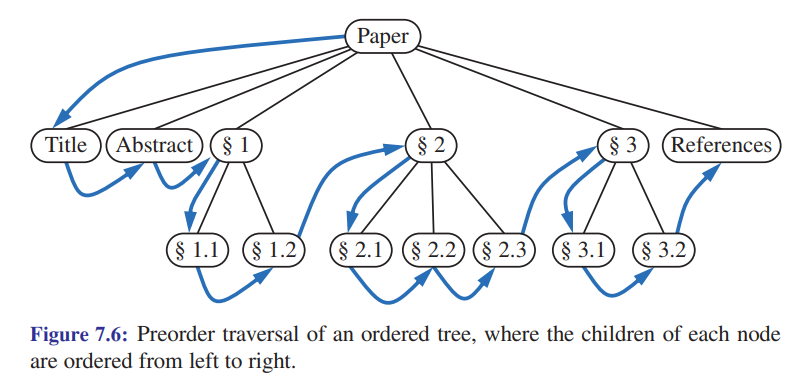 Paper
Title Abstract § 1 § 2 § 3 References
§ 1.1 § 1.2 § 2.1 § 2.2 § 2.3 § 3.1 § 3.2
Figure 7.6: Preorder traversal of an ordered tree, where the children of each node
are ordered from left to right.